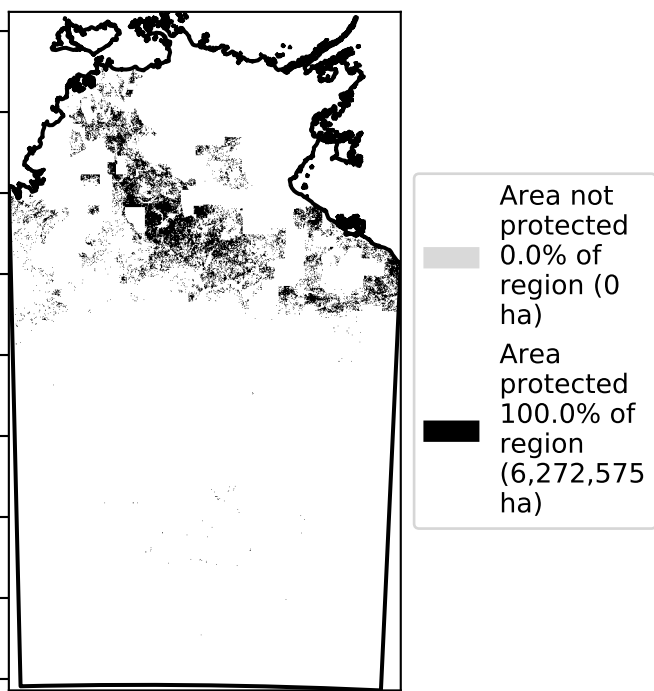 Area not
protected
0.0% of
region (0
ha)
Area
protected
100.0% of
region
(6,272,575
ha)